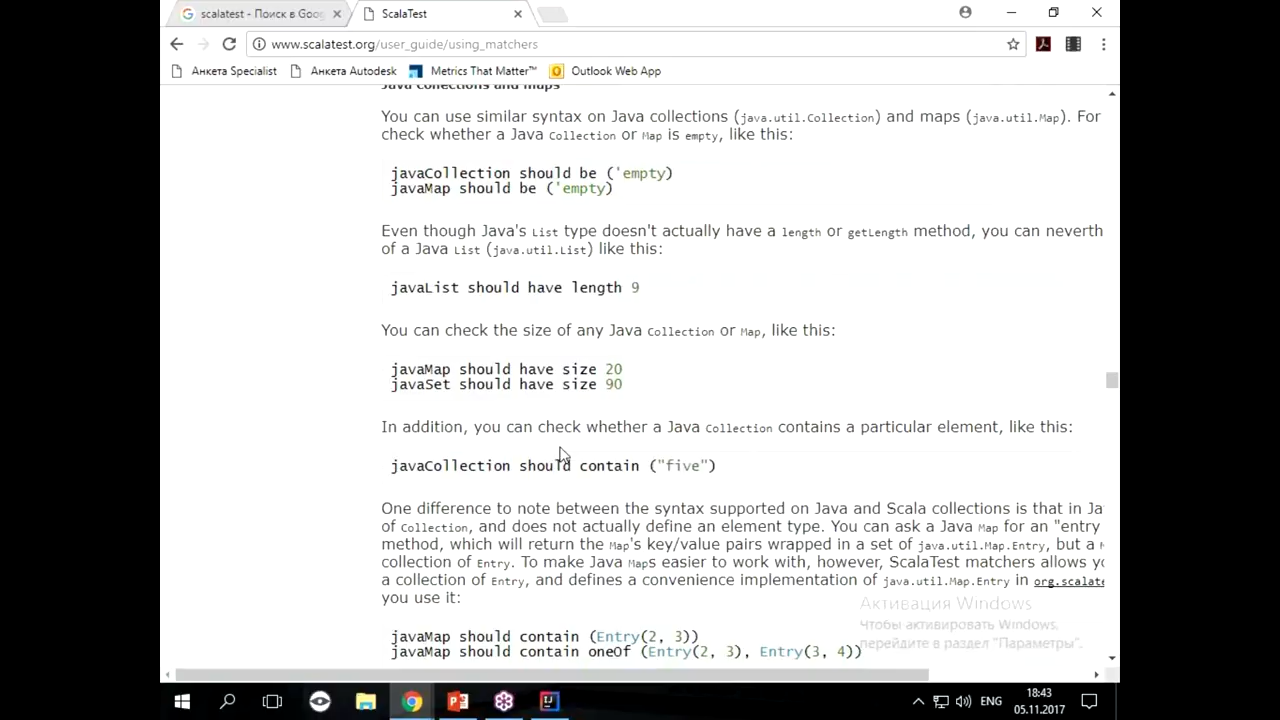 scalatest - Поиск в Goo
ScalaTest
www.scalatest.org/user_guide/using_matchers
Анкета Specialist
Анкета Autodesk
Metrics That Matter™
Outlook Web App
Java collections and maps
You can use similar syntax on Java collections (java.util.Collection) and maps (java.util.Map). For
check whether a Java Collection or Map is empty, like this:
javaCollection should be ('empty)
javaMap should be ('empty)
Even though Java's List type doesn't actually have a length or getLength method, you can neverth
of a Java List (java.util.List) like this:
javaList should have length 9
You can check the size of any Java Collection or Map, like this:
javaMap should have size 20
javaSet should have size 90
In addition, you can check whether a Java Collection contains a particular element, like this:
javaCollection should contain ("five")
One difference to note between the syntax supported on Java and Scala collections is that in Ja
of Collection, and does not actually define an element type. You can ask a Java Map for an "entry
method, which will return the Map's key/value pairs wrapped in a set of java.util.Map.Entry, but a
collection of Entry. To make Java Maps easier to work with, however, ScalaTest matchers allows yo
a collection of Entry, and defines a convenience implementation of java.util.Map.Entry in org.scalate
you use it:
javaMap should contain (Entry(2, 3))
javaMap should contain oneOf (Entry(2, 3), Entry(3, 4))
Активация Windows
Чтобы активировать Windows,
перейдите в раздел "Параметры".
ENG
18:43
05.11.2017